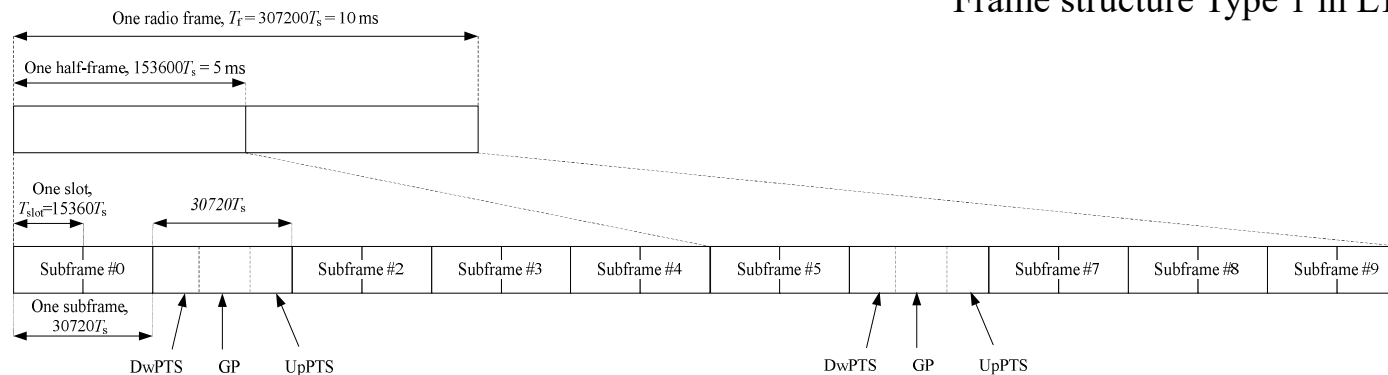 Frame structure Type 1 in
One radio frame, Tf = 307200Ts = 10 ms
One half-frame, 153600Ts = 5 ms
One slot,
Tslot=15360Ts
30720Ts
Subframe #0
Subframe #2
Subframe #3
Subframe #4
Subframe #5
Subframe #7
Subframe #8
Subframe #9
One subframe,
30720Ts
DwPTS
GP
UpPTS
DwPTS
GP
UpPTS